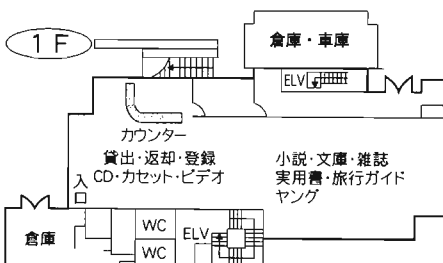 1F
倉庫・車庫
ELV
カウンター
貸出・返却・登録
CD・カセット・ビデオ
小説・文庫・雑誌
実用書・旅行ガイド
ヤング
入口
WC
ELV
倉庫
WC